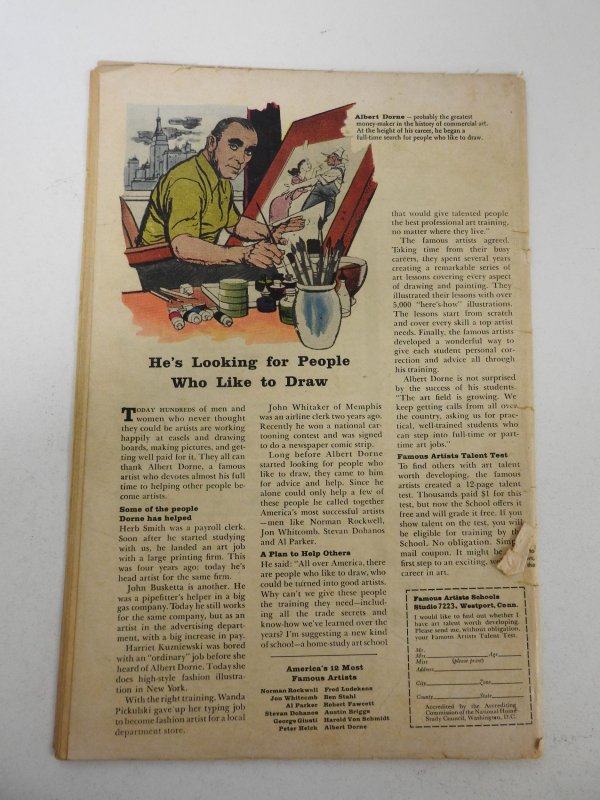 Albert Dorne — probably the greatest
money-maker in the history of commercial art.
At the height of his career, he began a
full-time search for people who like to draw.
He's Looking for People
Who Like to Draw
TODAY HUNDREDS of men and
women who never thought
they could be artists are working
happily at easels and drawing
boards, making pictures, and get-
ting well paid for it. They all can
thank Albert Dorne, a famous
artist who devotes almost his full
time to helping other people be-
come artists.
Some of the people
Dorne has helped
Herb Smith was a payroll clerk.
Soon after he started studying
with us, he landed an art job
with a large printing firm. This
was four years ago: today he's
head artist for the same firm.
John Busketta is another. He
was a pipefitter's helper in a big
gas company. Today he still works
for the same company, but as an
artist in the advertising depart-
ment, with a big increase in pay.
Harriet Kuzniewski was bored
with an "ordinary" job before she
heard of Albert Dorne. Today she
does high-style fashion illustra-
tion in New York.
With the right training, Wanda
Pickulski gave up her typing job
to become fashion artist for a local
department store.
John Whitaker of Memphis
was an airline clerk two years ago.
Recently he won a national car-
tooning contest and was signed
to do a newspaper comic strip.
Long before Albert Dorne
started looking for people who
like to draw, they came to him
for advice and help. Since he
alone could only help a few of
these people he called together
America's most successful artists
—men like Norman Rockwell,
Jon Whitcomb, Stevan Dohanos
and Al Parker.
A Plan to Help Others
He said: "All over America, there
are people who like to draw, who
could be turned into good artists.
Why can't we give these people
the training they need—includ-
ing all the trade secrets and
know-how we've learned over the
years? I'm suggesting a new kind
of school—a home-study art school
America's 12 Most
Famous Artists
Norman Rockwell Fred Ludekens
Jon Whitcomb Ben Stahl
Al Parker Robert Fawcett
Stevan Dohanos Austin Briggs
George Giusti Harold Von Schmidt
Peter Helck Albert Dorne
that would give talented people
the best professional art training,
no matter where they live."
The famous artists agreed.
Taking time from their busy
careers, they spent several years
creating a remarkable series of
art lessons covering every aspect
of drawing and painting. They
illustrated their lessons with over
5,000 "here's-how" illustrations.
The lessons start from scratch
and cover every skill a top artist
needs. Finally, the famous artists
developed a wonderful way to
give each student personal cor-
rection and advice all through
his training.
Albert Dorne is not surprised
by the success of his students.
"The art field is growing. We
keep getting calls from all over
the country, asking us for prac-
tical, well-trained students who
can step into full-time or part-
time art jobs."
Famous Artists Talent Test
To find others with art talent
worth developing, the famous
artists created a 12-page talent
test. Thousands paid $1 for this
test, but now the School offers it
free and will grade it free. If you
show talent on the test, you will
be eligible for training by
School. No obligation.
mail coupon. It might be
first step to an exciting,
career in art.
Famous Artists Schools
Studio 7223, Westport, Conn.
I would like to find out whether I
have art talent worth developing.
Please send me, without obligation,
your Famous Artists Talent Test.
Mr.
Mrs. Age
Miss (please print)
Address
City Zone
County State
Accredited by the Accrediting
Commission of the National Home
Study Council, Washington, D.C.